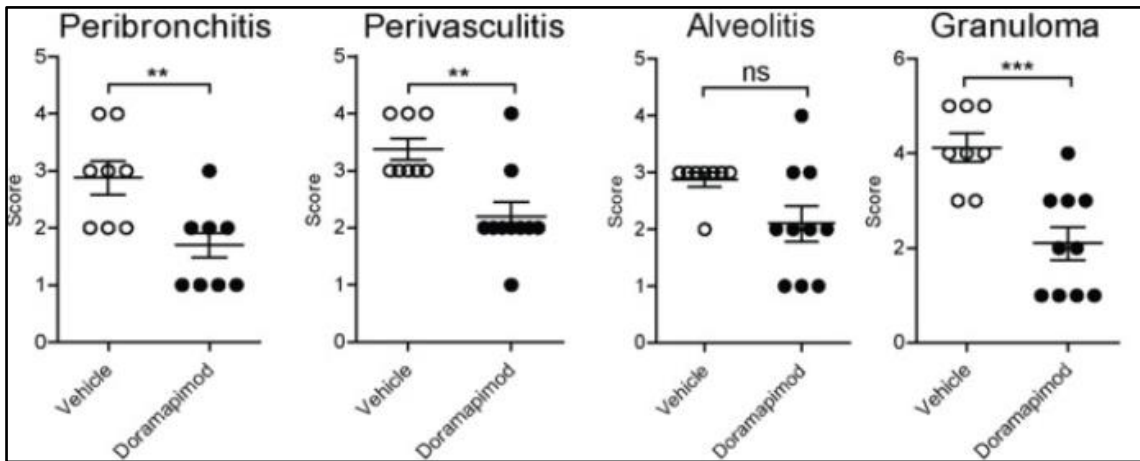 Peribronchitis
5
4
3
2
1
0
Score
**
Vehicle
Doramapimod
Perivasculitis
5
4
3
2
1
0
Score
**
Vehicle
Doramapimod
Alveolitis
5
4
3
2
1
0
Score
ns
Vehicle
Doramapimod
Granuloma
6
4
2
0
Score
***
Vehicle
Doramapimod